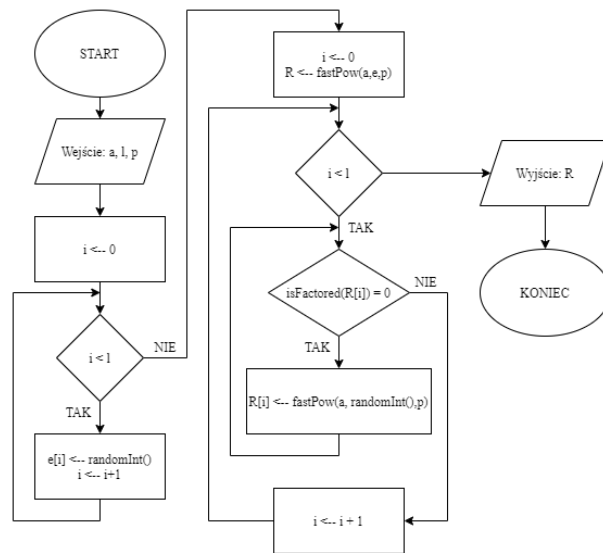 START
Wejście: a, l, p
i <-- 0
i < l
NIE
TAK
e[i] <-- randomInt()
i <-- i+1
i <-- 0
R <-- fastPow(a,e,p)
i < l
TAK
isFactored(R[i]) = 0
NIE
TAK
R[i] <-- fastPow(a, randomInt(),p)
i <-- i + 1
Wyjście: R
KONIEC